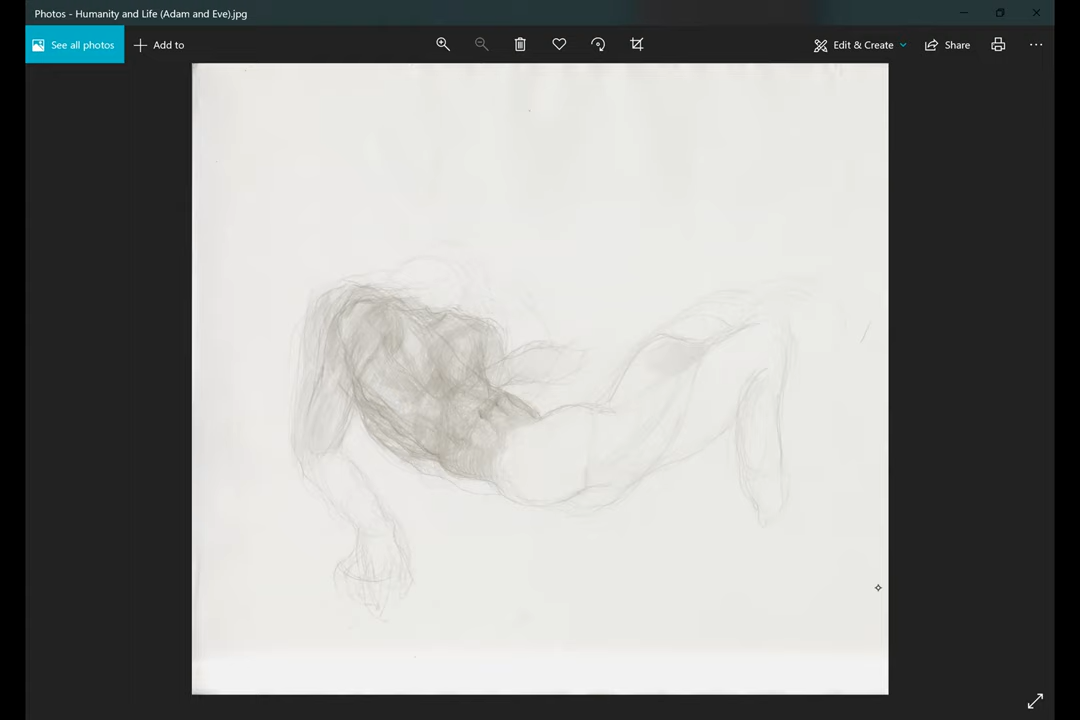 Photos - Humanity and Life (Adam and Eve).jpg
See all photos
Add to
Edit & Create
Share